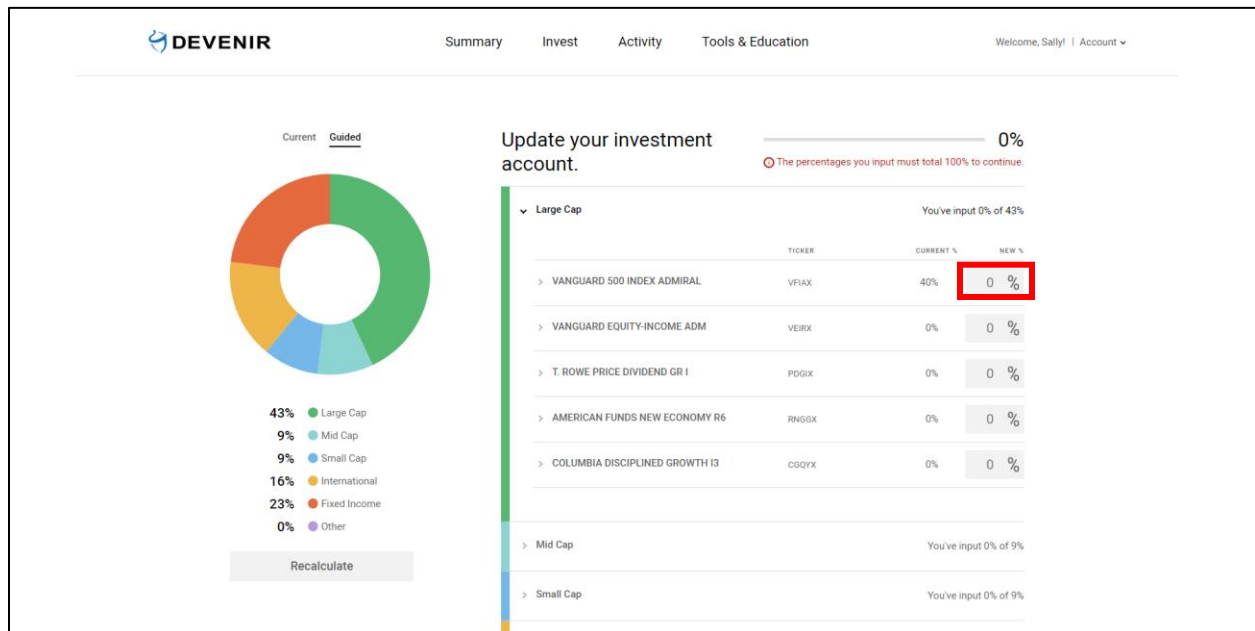 DEVENIR
Summary Invest Activity Tools & Education
Welcome, Sally! | Account
Current Guided
43% Large Cap
9% Mid Cap
9% Small Cap
16% International
23% Fixed Income
0% Other
Recalculate
Update your investment
account.
0%
The percentages you input must total 100% to continue.
Large Cap You've input 0% of 43%
TICKER CURRENT % NEW %
VANGUARD 500 INDEX ADMIRAL VFIAX 40% 0 %
VANGUARD EQUITY-INCOME ADM VEIRX 0% 0 %
T. ROWE PRICE DIVIDEND GR I PDGIX 0% 0 %
AMERICAN FUNDS NEW ECONOMY R6 RNGGX 0% 0 %
COLUMBIA DISCIPLINED GROWTH I3 CGQYX 0% 0 %
Mid Cap You've input 0% of 9%
Small Cap You've input 0% of 9%